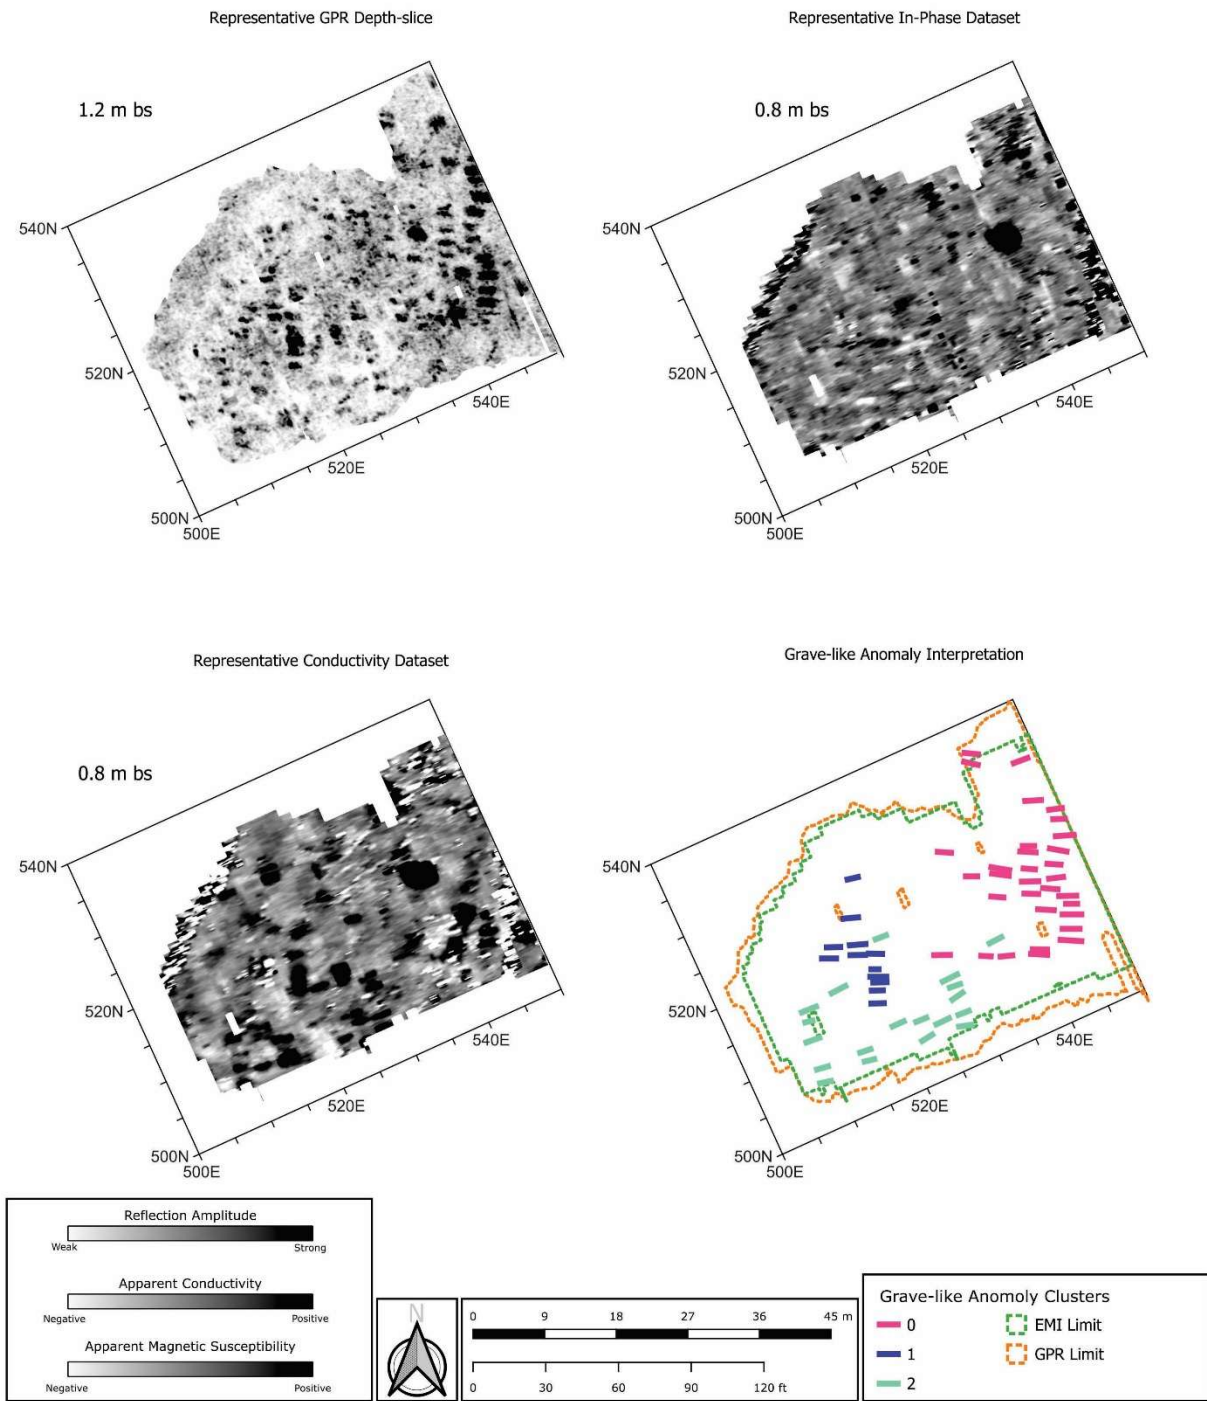 Representative GPR Depth-slice
Representative In-Phase Dataset
1.2 m bs
0.8 m bs
540N
540N
520N
520N
540E
540E
520E
520E
500N
500E
500N
500E
Representative Conductivity Dataset
Grave-like Anomaly Interpretation
0.8 m bs
540N
540N
520N
520N
540E
540E
520E
520E
500N
500E
500N
500E
Reflection Amplitude
Weak Strong
Apparent Conductivity
Negative Positive
Apparent Magnetic Susceptibility
Negative Positive
N
0 9 18 27 36 45 m
0 30 60 90 120 ft
Grave-like Anomoly Clusters
0 EMI Limit
1 GPR Limit
2